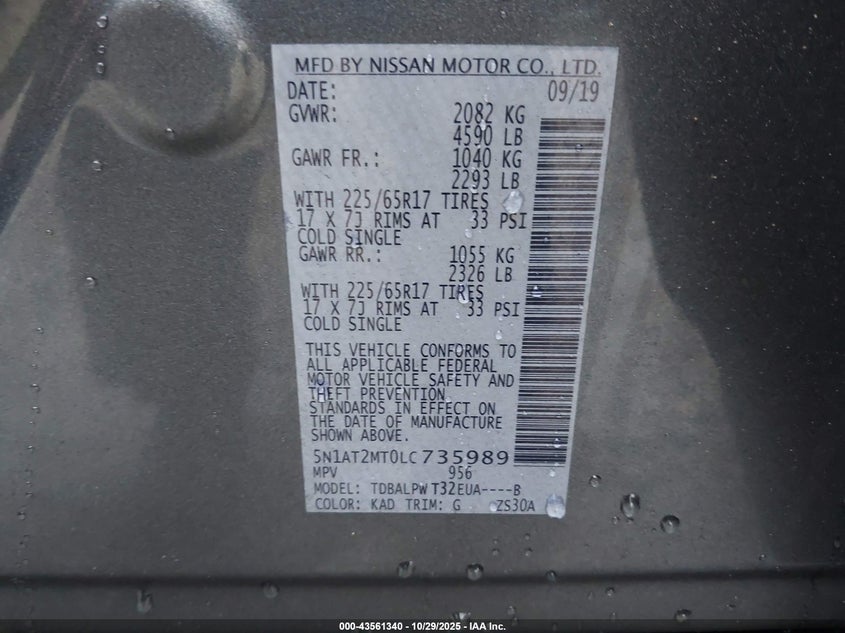 MFD BY NISSAN MOTOR CO., LTD.
DATE: 09/19
GVWR: 2082 KG
4590 LB
GAWR FR.: 1040 KG
2293 LB
WITH 225/65R17 TIRES
17 X 7J RIMS AT 33 PSI
COLD SINGLE
GAWR RR.: 1055 KG
2326 LB
WITH 225/65R17 TIRES
17 X 7J RIMS AT 33 PSI
COLD SINGLE
THIS VEHICLE CONFORMS TO
ALL APPLICABLE FEDERAL
MOTOR VEHICLE SAFETY AND
THEFT PREVENTION
STANDARDS IN EFFECT ON
THE DATE OF MANUFACTURE
SHOWN ABOVE.
5N1AT2MT0LC735989
MPV 956
MODEL: TDBALPW T32EUA----B
COLOR: KAD TRIM: G ZS30A
000-43561340 - 10/29/2025 - IAA Inc.